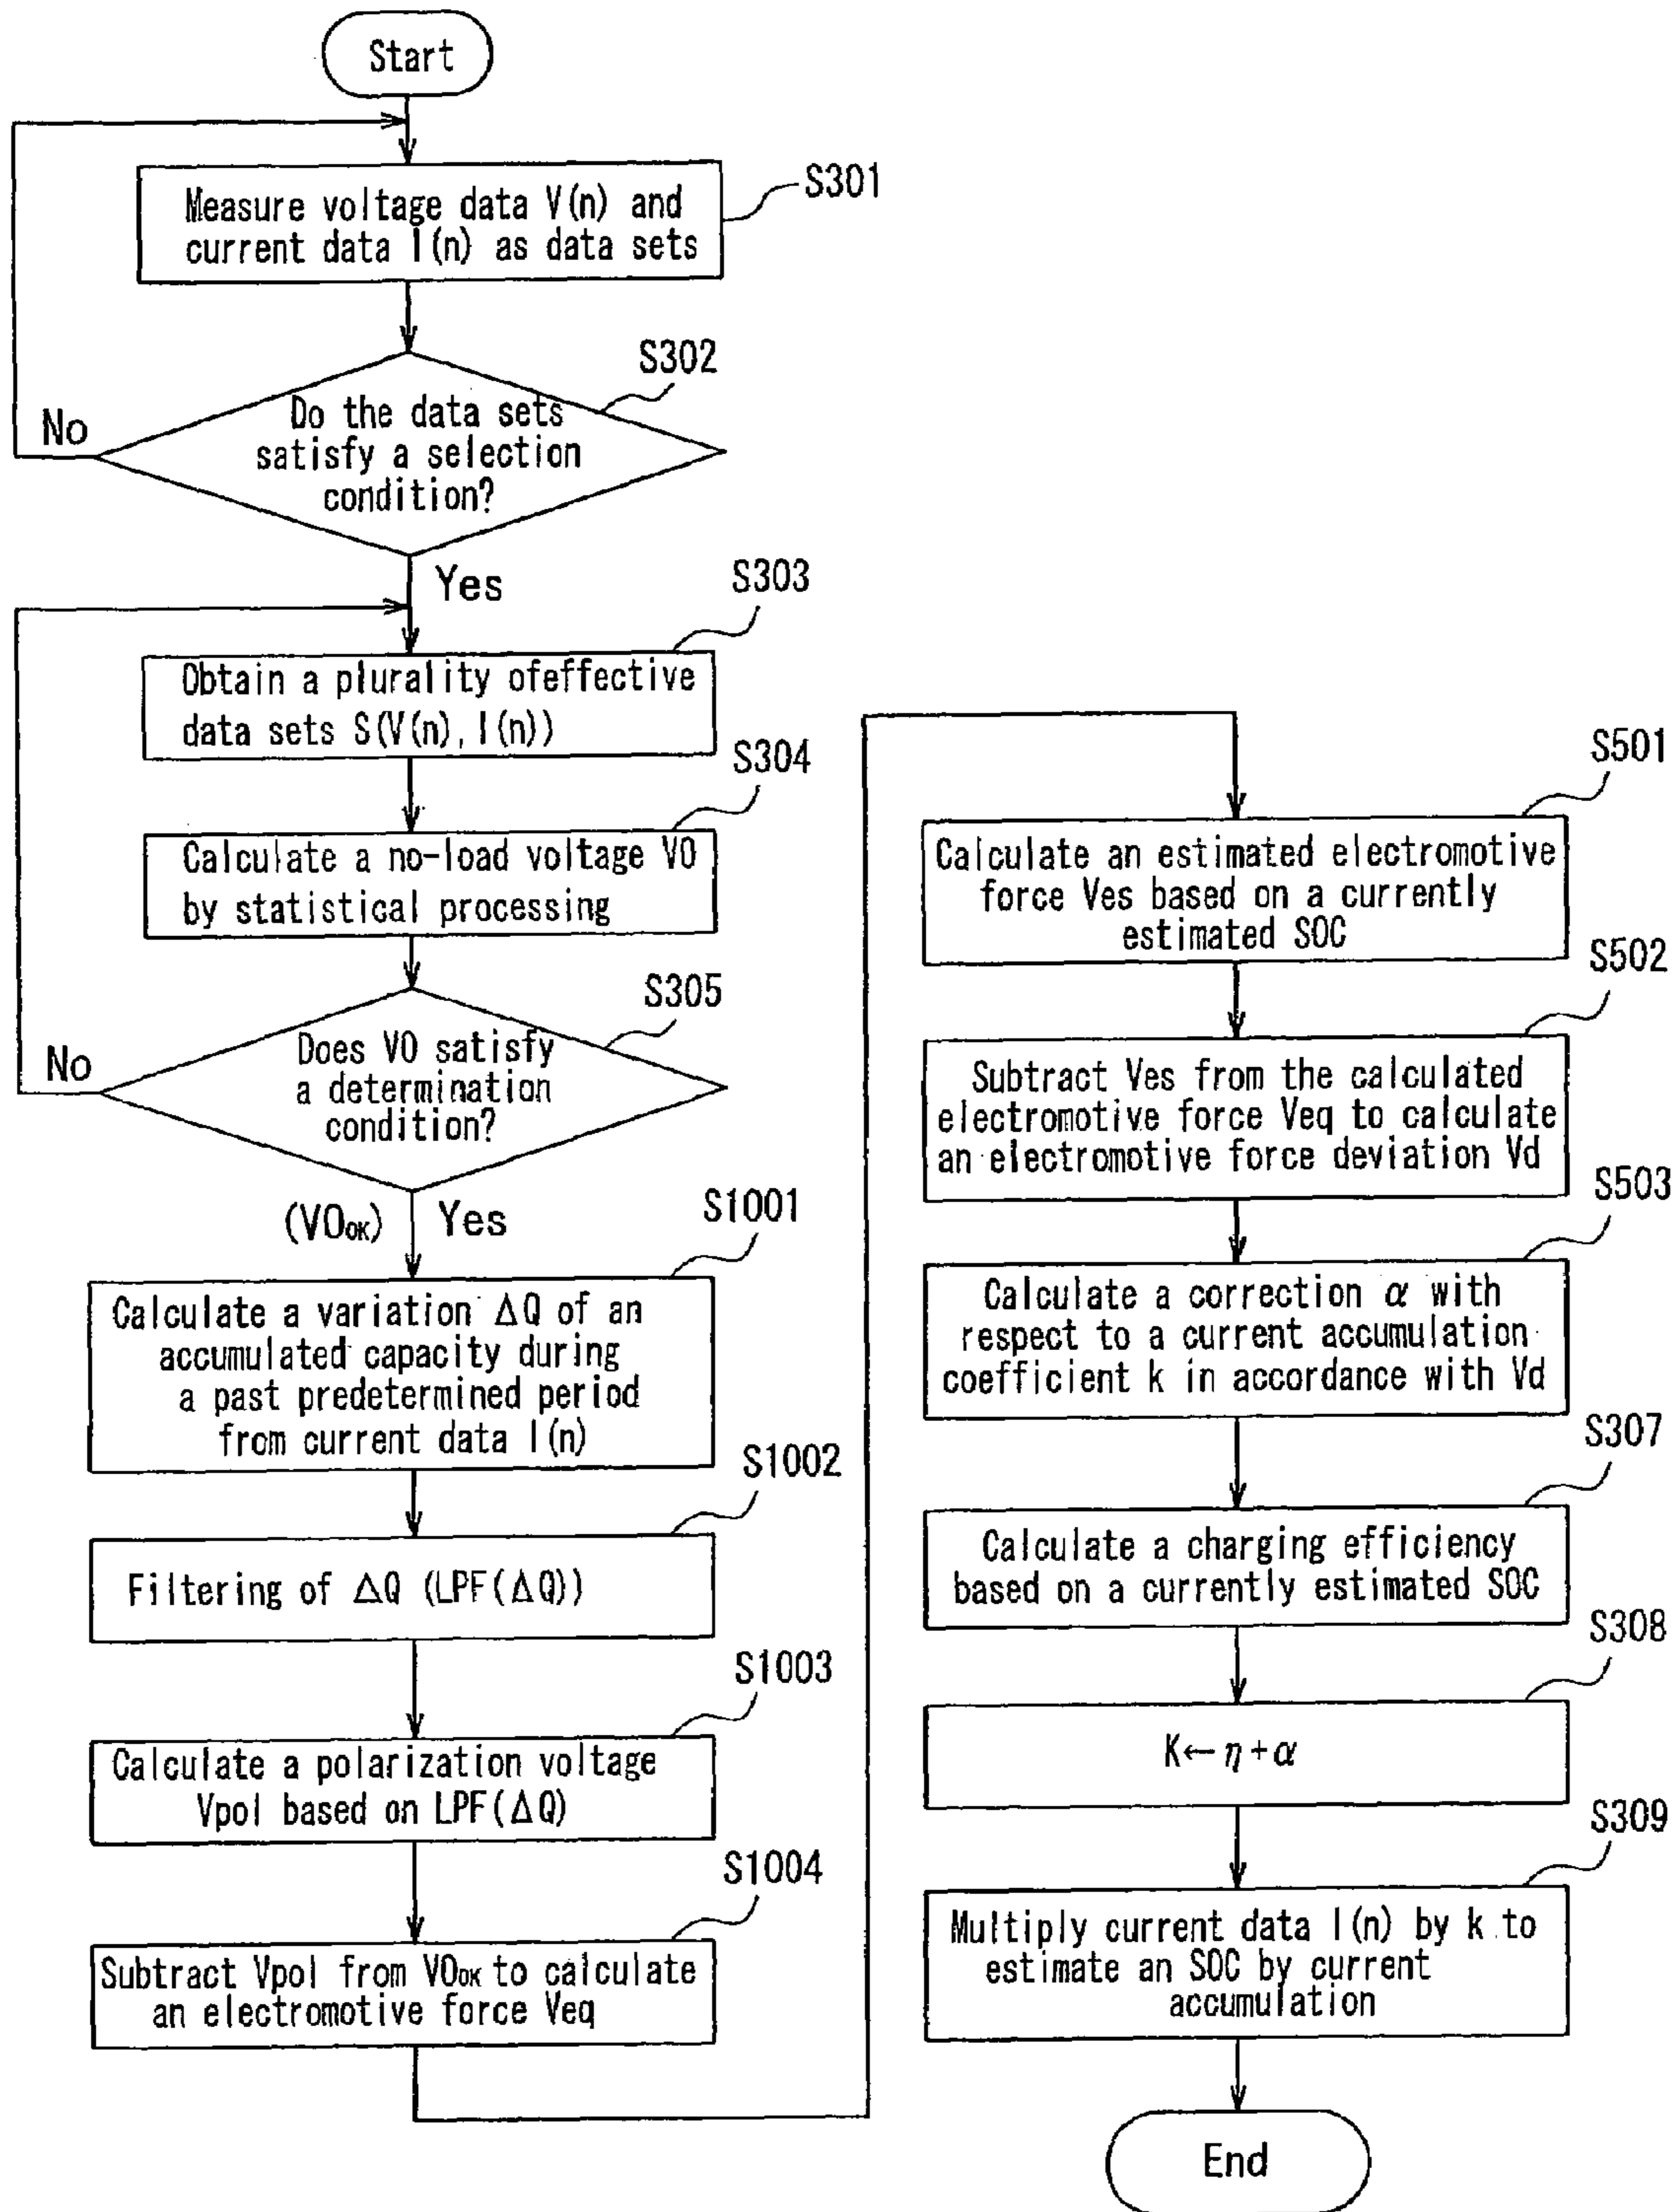 Start
S301
Measure voltage data V(n) and
current data I(n) as data sets
S302
Do the data sets
satisfy a selection
condition?
No
Yes
S303
Obtain a plurality ofeffective
data sets S(V(n), I(n))
S304
Calculate a no-load voltage V0
by statistical processing
S305
Does V0 satisfy
a determination
condition?
No
(V0OK) Yes
S1001
Calculate a variation ΔQ of an
accumulated capacity during
a past predetermined period
from current data I(n)
S1002
Filtering of ΔQ (LPF(ΔQ))
S1003
Calculate a polarization voltage
Vpol based on LPF(ΔQ)
S1004
Subtract Vpol from V0OK to calculate
an electromotive force Veq
S501
Calculate an estimated electromotive
force Ves based on a currently
estimated SOC
S502
Subtract Ves from the calculated
electromotive force Veq to calculate
an electromotive force deviation Vd
S503
Calculate a correction α with
respect to a current accumulation
coefficient k in accordance with Vd
S307
Calculate a charging efficiency
based on a currently estimated SOC
S308
K←η+α
S309
Multiply current data I(n) by k to
estimate an SOC by current
accumulation
End